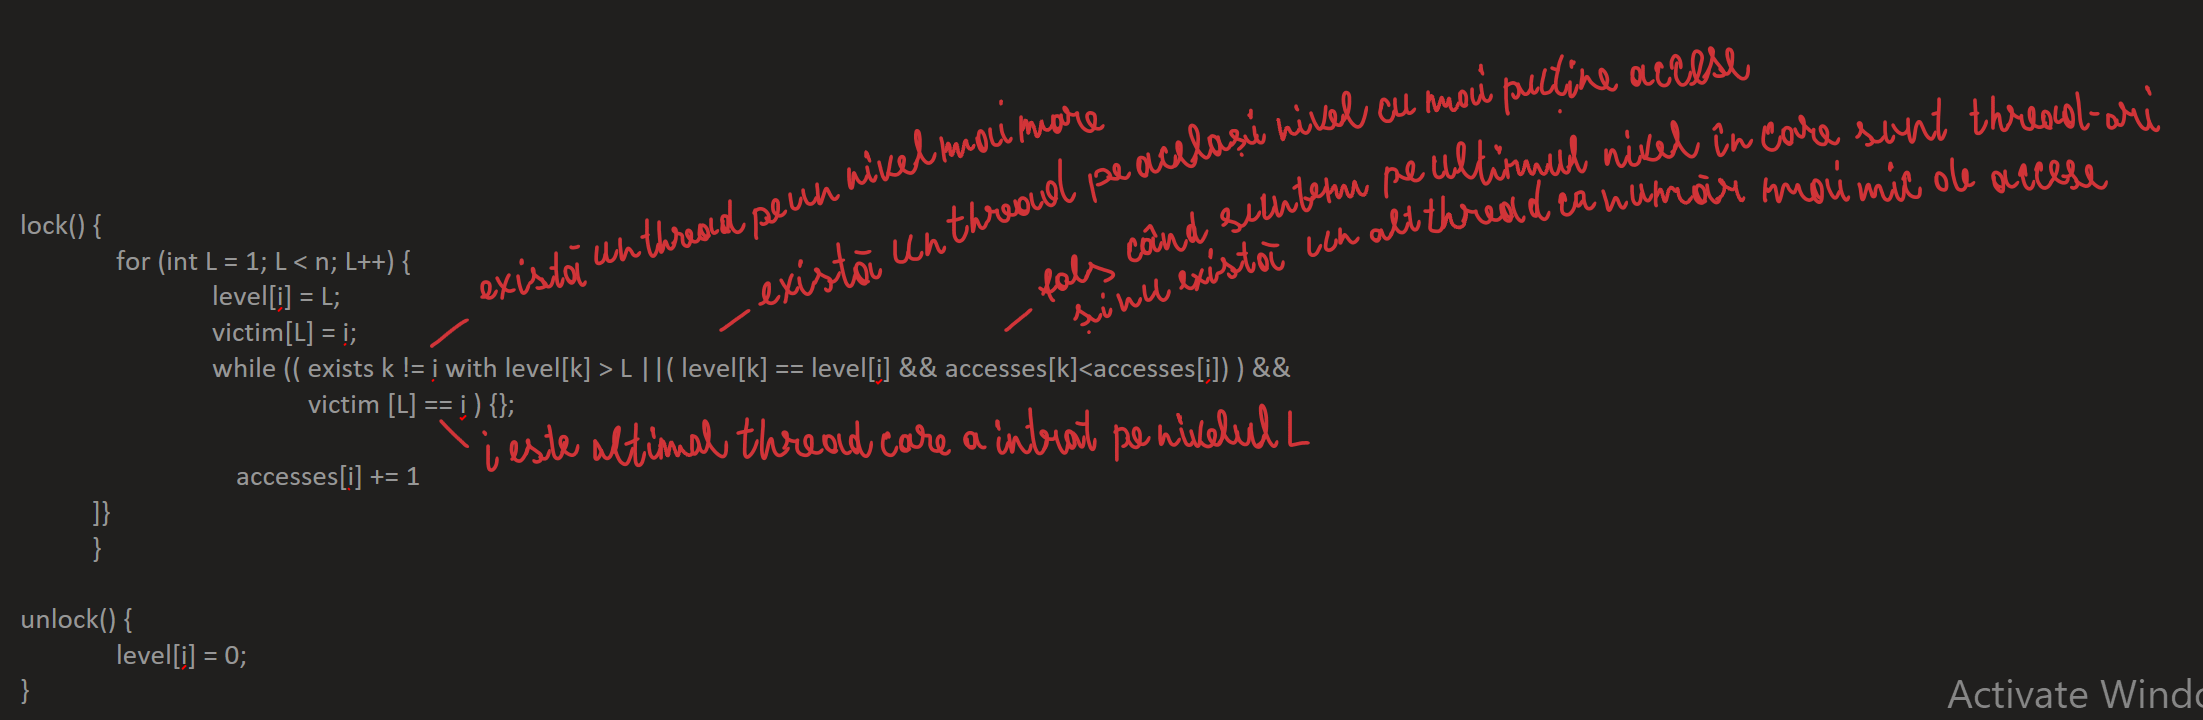 există un thread pe un nivel mai mare
există un thread pe același nivel cu mai puține accese
fals când suntem pe ultimul nivel în care sunt thread-uri
și nu există un alt thread ca număr mai mic de accese
lock() {
for (int L = 1; L < n; L++) {
level[i] = L;
victim[L] = i;
while (( exists k != i with level[k] > L ||( level[k] == level[i] && accesses[k]<accesses[i]) ) &&
victim [L] == i ) {};
i este ultimul thread care a intrat pe nivelul L
accesses[i] += 1
]}
}
unlock() {
level[i] = 0;
}
Activate Windo